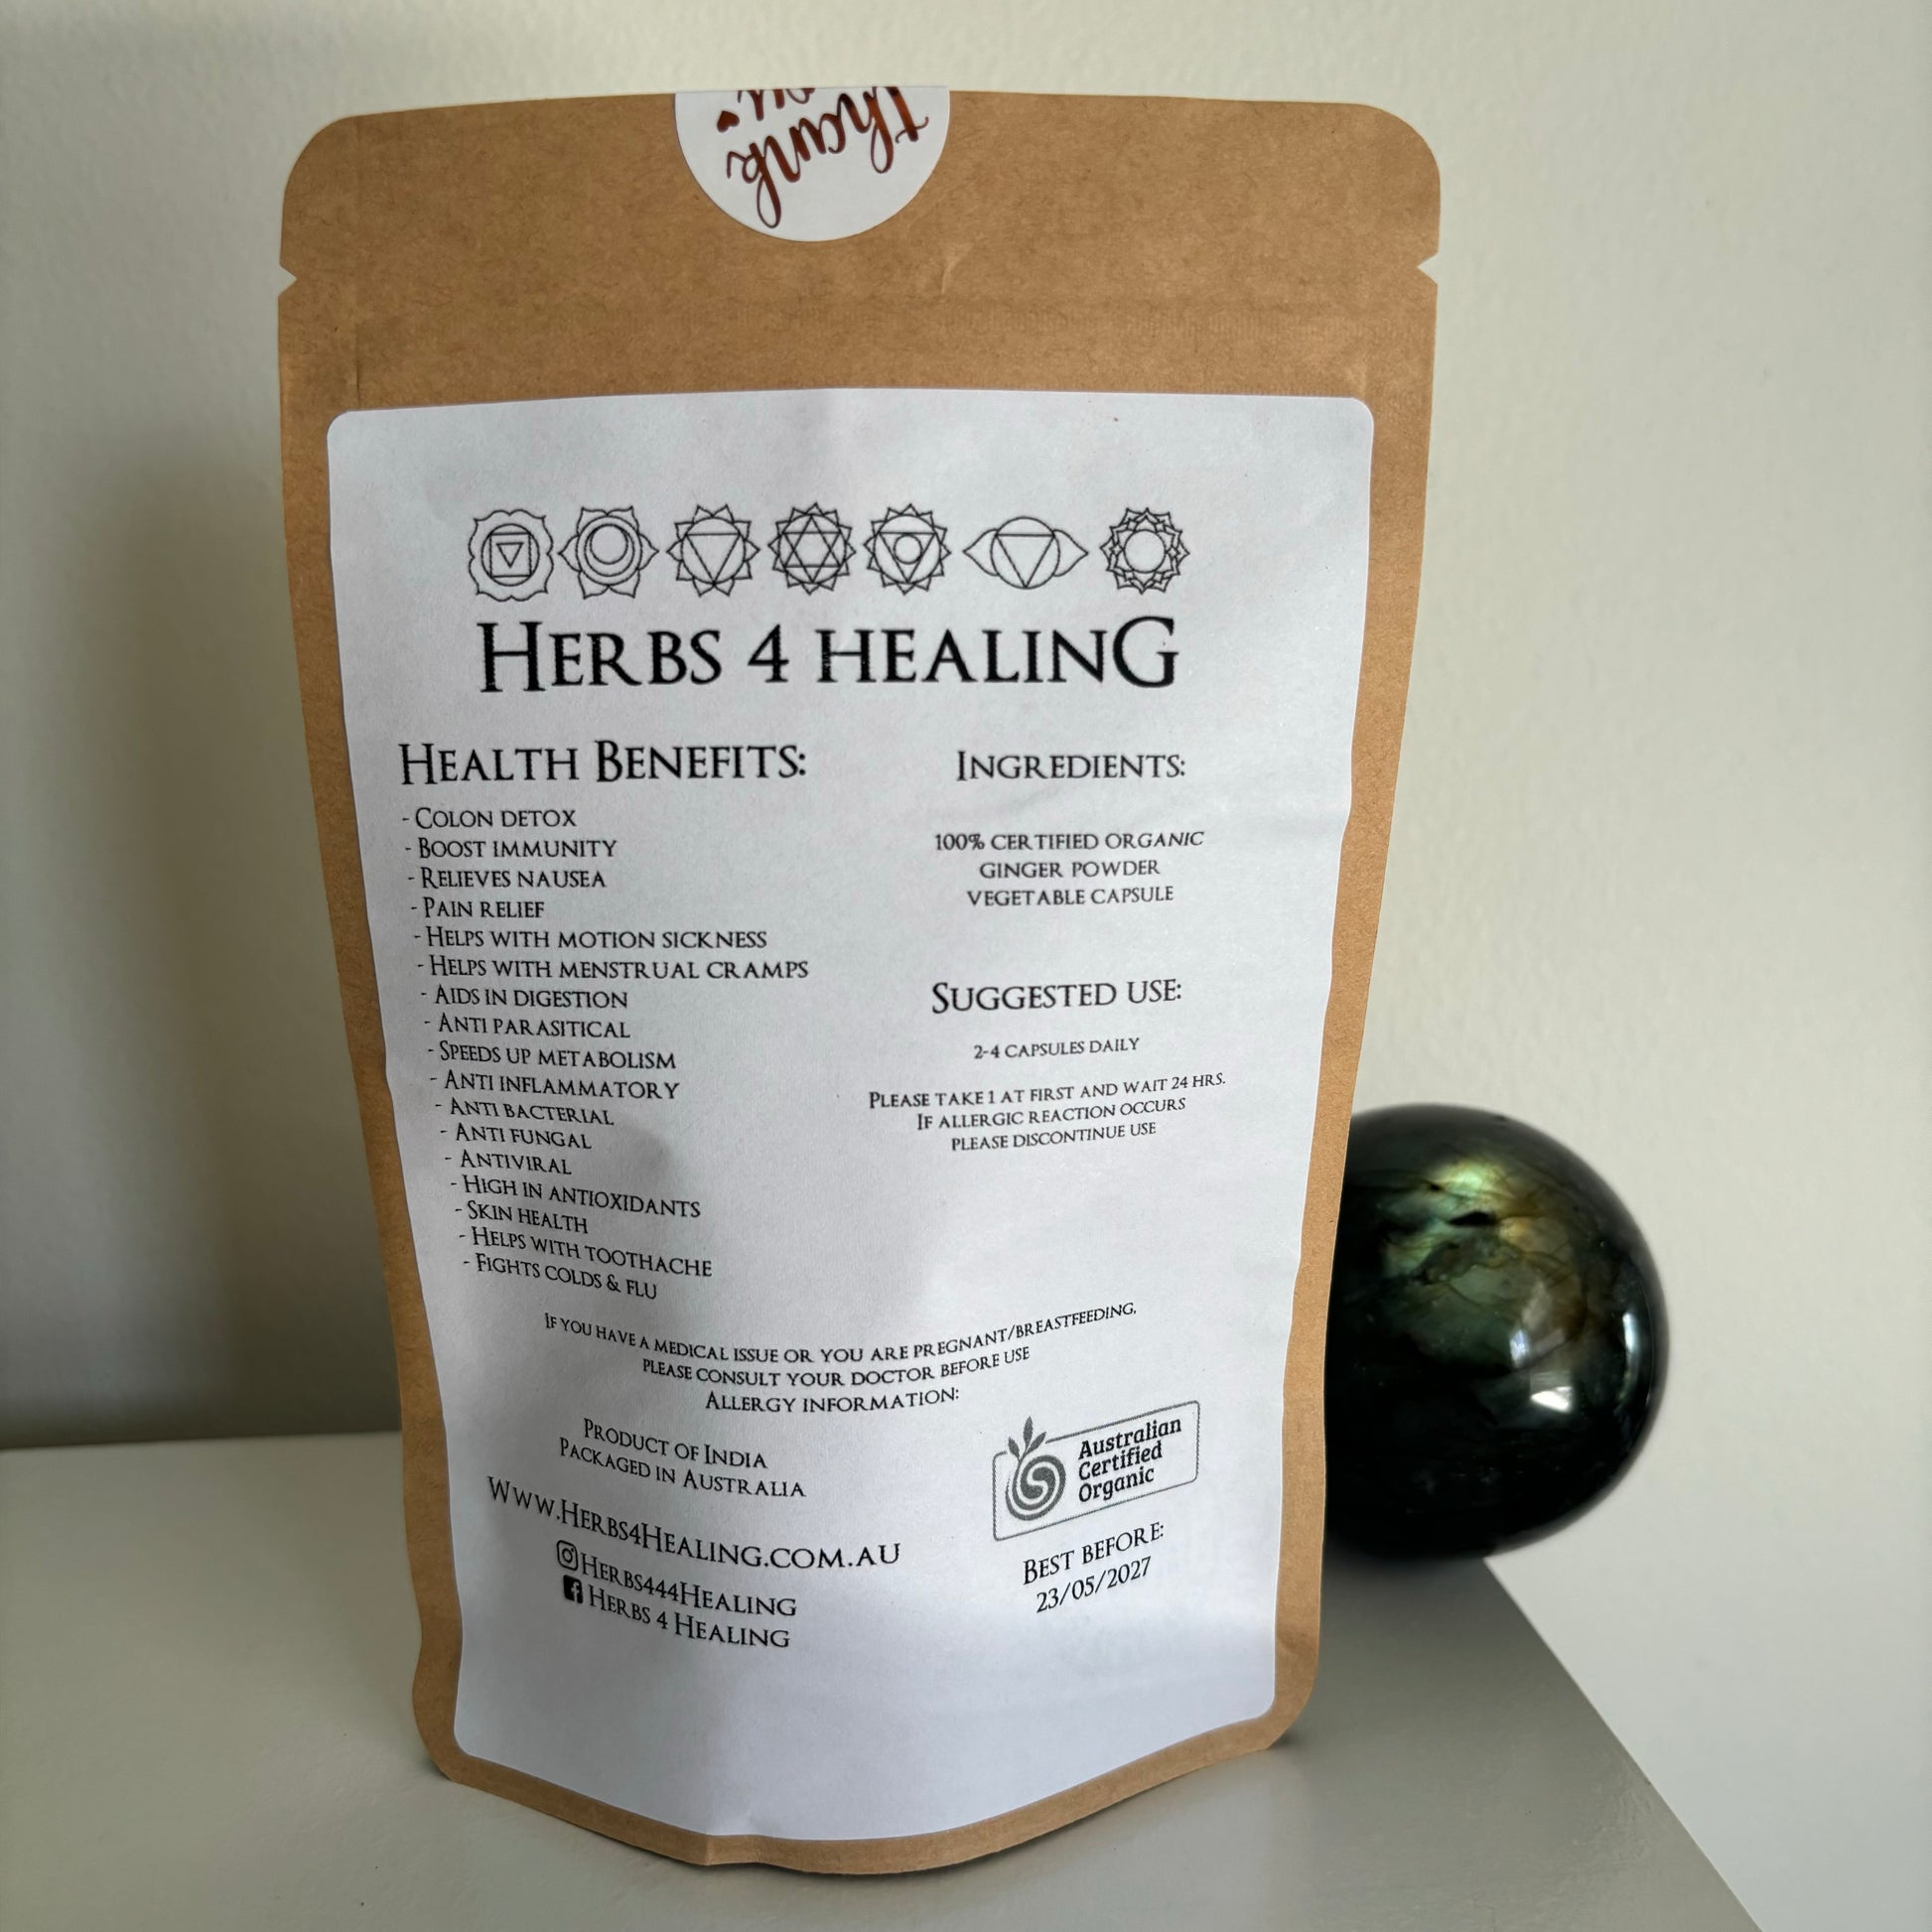 thank
HERBS 4 HEALING
HEALTH BENEFITS:
- COLON DETOX
- BOOST IMMUNITY
- RELIEVES NAUSEA
- PAIN RELIEF
- HELPS WITH MOTION SICKNESS
- HELPS WITH MENSTRUAL CRAMPS
- AIDS IN DIGESTION
- ANTI PARASITICAL
- SPEEDS UP METABOLISM
- ANTI INFLAMMATORY
- ANTI BACTERIAL
- ANTI FUNGAL
- ANTIVIRAL
- HIGH IN ANTIOXIDANTS
- SKIN HEALTH
- HELPS WITH TOOTHACHE
- FIGHTS COLDS & FLU
INGREDIENTS:
100% CERTIFIED ORGANIC
GINGER POWDER
VEGETABLE CAPSULE
SUGGESTED USE:
2-4 CAPSULES DAILY
PLEASE TAKE 1 AT FIRST AND WAIT 24 HRS.
IF ALLERGIC REACTION OCCURS
PLEASE DISCONTINUE USE
IF YOU HAVE A MEDICAL ISSUE OR YOU ARE PREGNANT/BREASTFEEDING,
PLEASE CONSULT YOUR DOCTOR BEFORE USE
ALLERGY INFORMATION:
PRODUCT OF INDIA
PACKAGED IN AUSTRALIA
WWW.HERBS4HEALING.COM.AU
HERBS444HEALING
HERBS 4 HEALING
Australian
Certified
Organic
BEST BEFORE:
23/05/2027